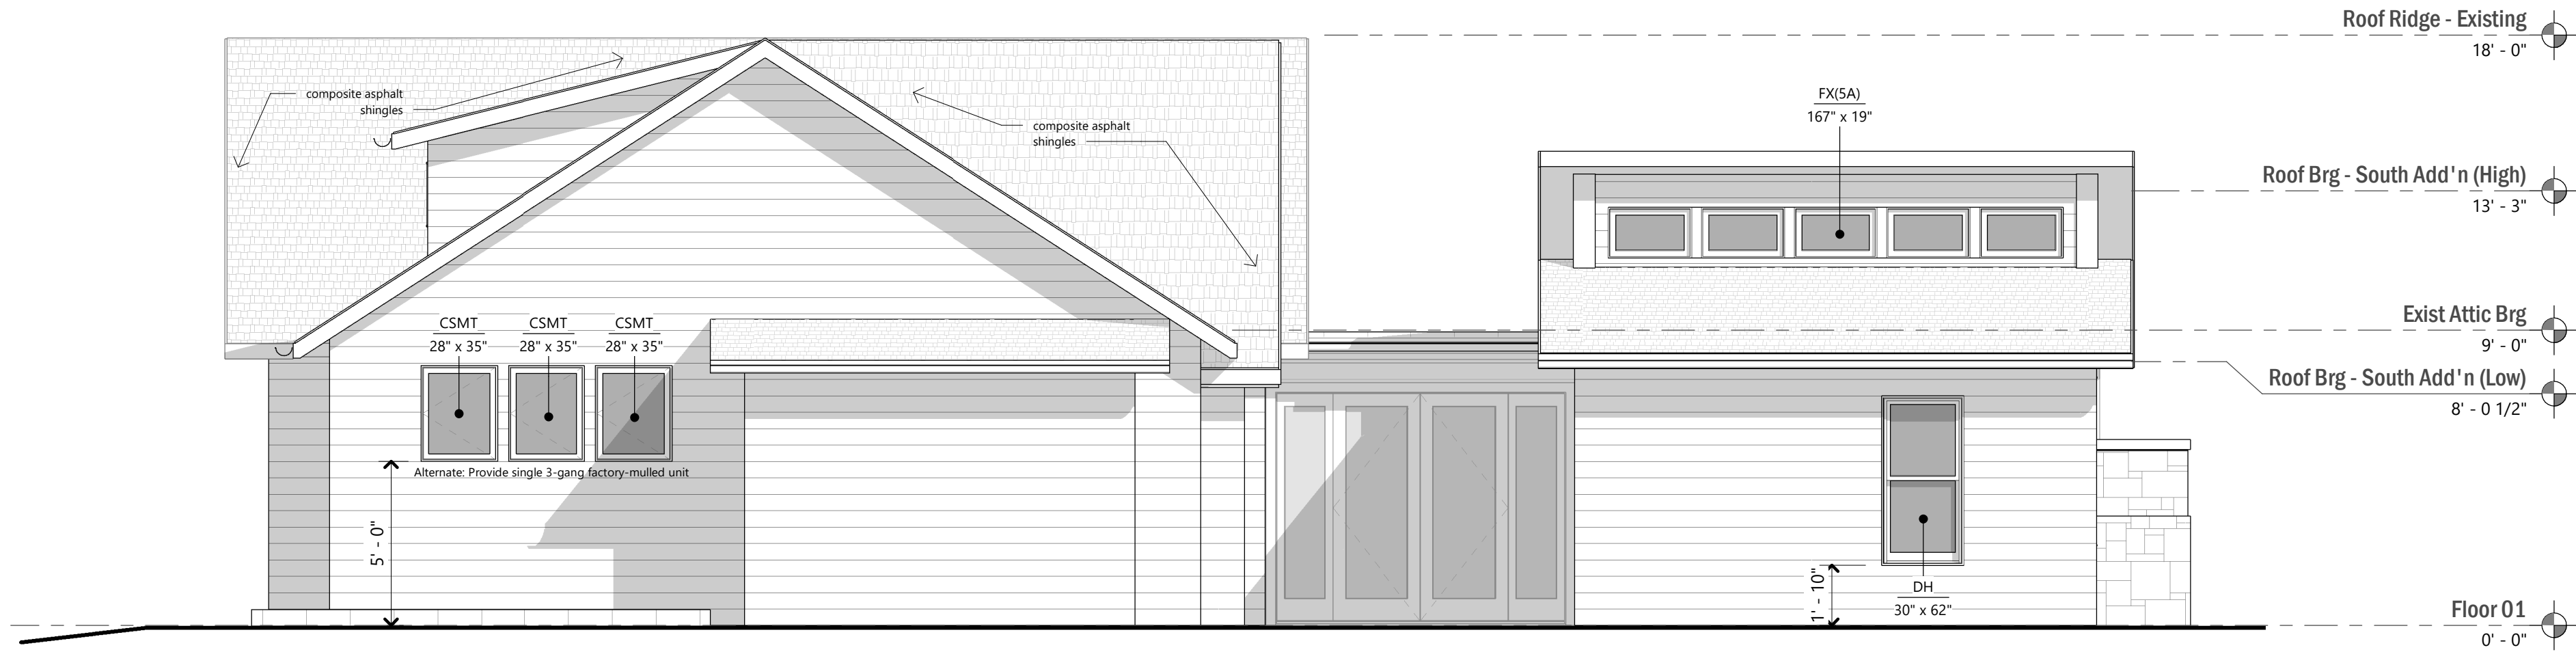 Roof Ridge - Existing
18' - 0"
composite asphalt
shingles
composite asphalt
shingles
FX(5A)
167" x 19"
Roof Brg - South Add'n (High)
13' - 3"
CSMT
28" x 35"
CSMT
28" x 35"
CSMT
28" x 35"
Exist Attic Brg
9' - 0"
Roof Brg - South Add'n (Low)
8' - 0 1/2"
Alternate: Provide single 3-gang factory-mulled unit
5' - 0"
1' - 10"
DH
30" x 62"
Floor 01
0' - 0"